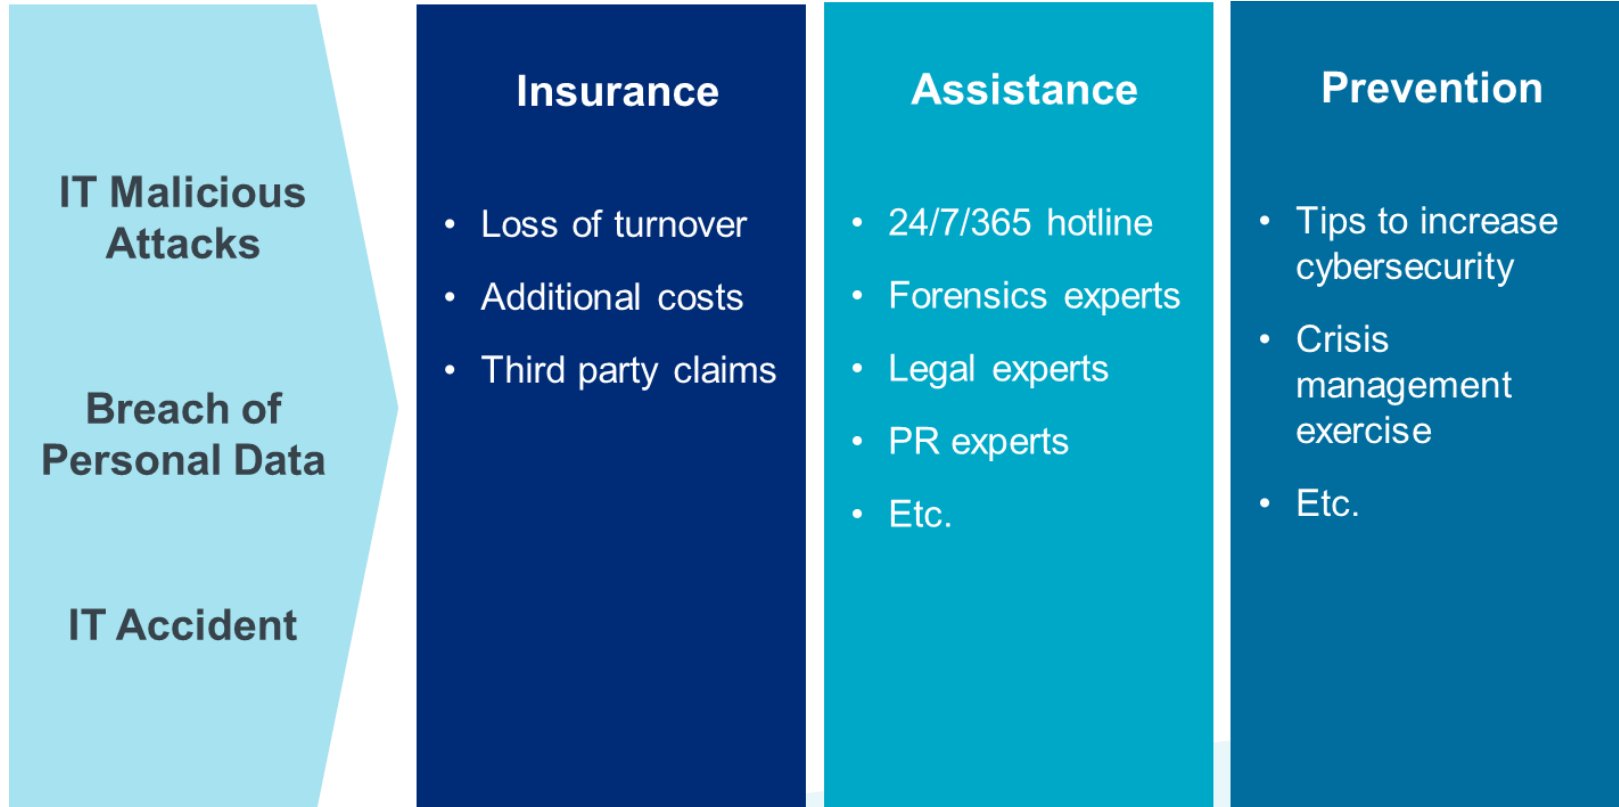 IT Malicious
Attacks
Breach of
Personal Data
IT Accident
Insurance
• Loss of turnover
• Additional costs
• Third party claims
Assistance
• 24/7/365 hotline
• Forensics experts
• Legal experts
• PR experts
• Etc.
Prevention
• Tips to increase
cybersecurity
• Crisis
management
exercise
• Etc.